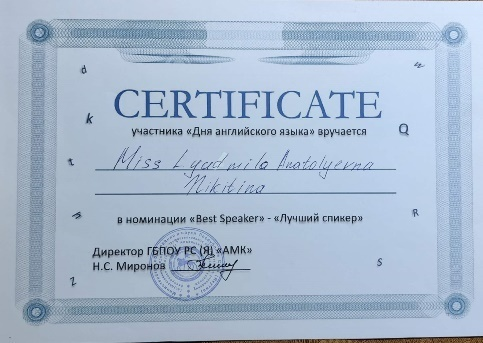 CERTIFICATE
участника «Дня английского языка» вручается
Miss Lyudmila Anatolyevna
Nikitina
в номинации «Best Speaker» - «Лучший спикер»
Директор ГБПОУ РС (Я) «АМК»
Н.С. Миронов
d
k
Q
R
S
z